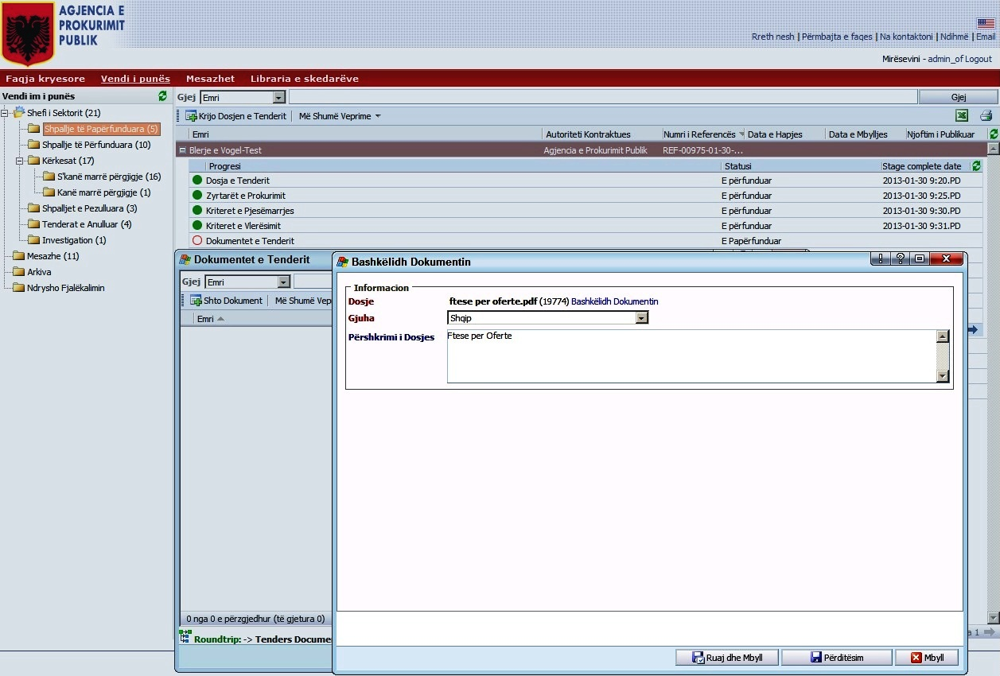 AGJENCIA E
PROKURIMIT
PUBLIK
Rreth nesh | Përmbajta e faqes | Na kontaktoni | Ndihmë | Email
Mirësevini - admin_of Logout
Faqja kryesore Vendi i punës Mesazhet Libraria e skedarëve
Vendi im i punës
Shefi i Sektorit (21)
Shpallje të Papërfunduara (5)
Shpallje të Përfunduara (10)
Kërkesat (17)
S'kanë marrë përgjigje (16)
Kanë marrë përgjigje (1)
Shpalljet e Pezulluara (3)
Tenderat e Anulluar (4)
Investigation (1)
Mesazhe (11)
Arkiva
Ndrysho Fjalëkalimin
Gjej Emri Gjej
Krijo Dosjen e Tenderit Më Shumë Veprime
Emri Autoriteti Kontraktues Numri i Referencës Data e Hapjes Data e Mbylljes Njoftim i Publikuar
Blerje e Vogel-Test Agjencia e Prokurimit Publik REF-00975-01-30-...
Progresi Statusi Stage complete date
Dosja e Tenderit E përfunduar 2013-01-30 9:20.PD
Zyrtarët e Prokurimit E përfunduar 2013-01-30 9:25.PD
Kriteret e Pjesëmarrjes E përfunduar 2013-01-30 9:30.PD
Kriteret e Vlerësimit E përfunduar 2013-01-30 9:31.PD
Dokumentet e Tenderit E Papërfunduar
Dokumentet e Tenderit
Gjej Emri
Shto Dokument Më Shumë Vep
Emri
0 nga 0 e përzgjedhur (të gjetura 0)
Roundtrip: -> Tenders Docume
a 1
Bashkëlidh Dokumentin
Informacion
Dosje ftese per oferte.pdf (19774) Bashkëlidh Dokumentin
Gjuha Shqip
Përshkrimi i Dosjes Ftese per Oferte
Ruaj dhe Mbyll Përditësim Mbyll